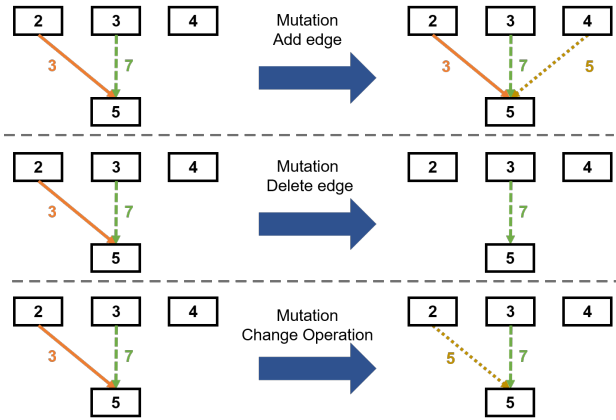 2 3 4 Mutation 2 3 4
Add edge
3 7 3 7 5
5 5
2 3 4 Mutation 2 3 4
Delete edge
3 7 7
5 5
2 3 4 Mutation 2 3 4
Change Operation
3 7 5 7
5 5